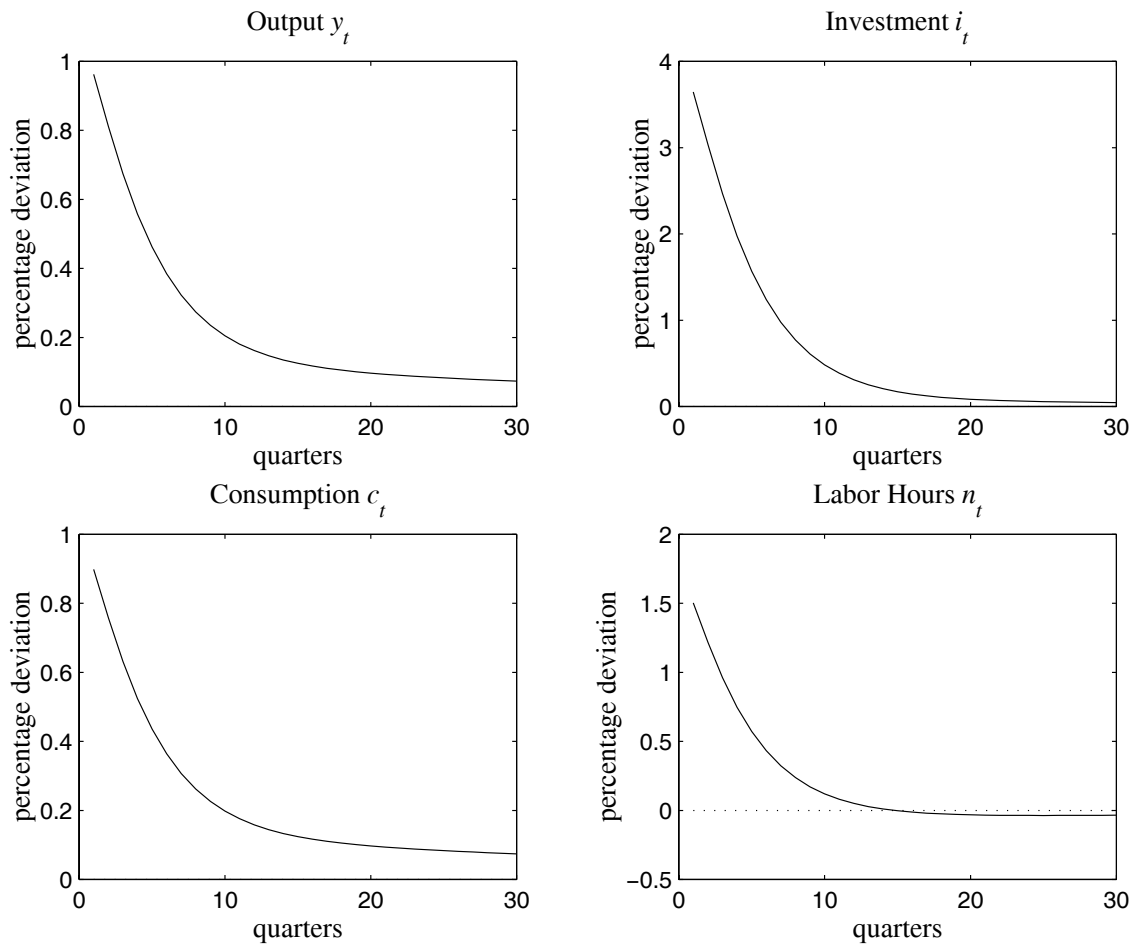 Output y_t
percentage deviation
1
0.8
0.6
0.4
0.2
0
0 10 20 30
quarters
Investment i_t
percentage deviation
4
3
2
1
0
0 10 20 30
quarters
Consumption c_t
percentage deviation
1
0.8
0.6
0.4
0.2
0
0 10 20 30
quarters
Labor Hours n_t
percentage deviation
2
1.5
1
0.5
0
−0.5
0 10 20 30
quarters